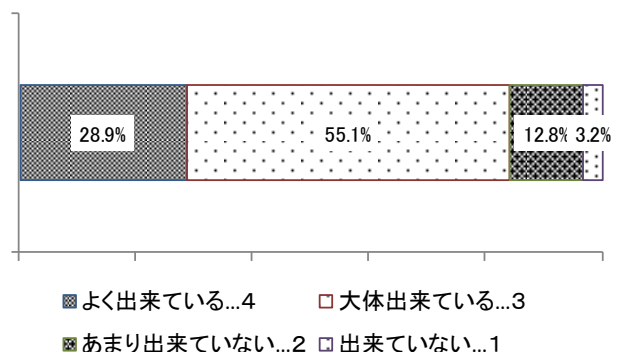 28.9% 55.1% 12.8% 3.2%
よく出来ている…4 大体出来ている…3
あまり出来ていない…2 出来ていない…1